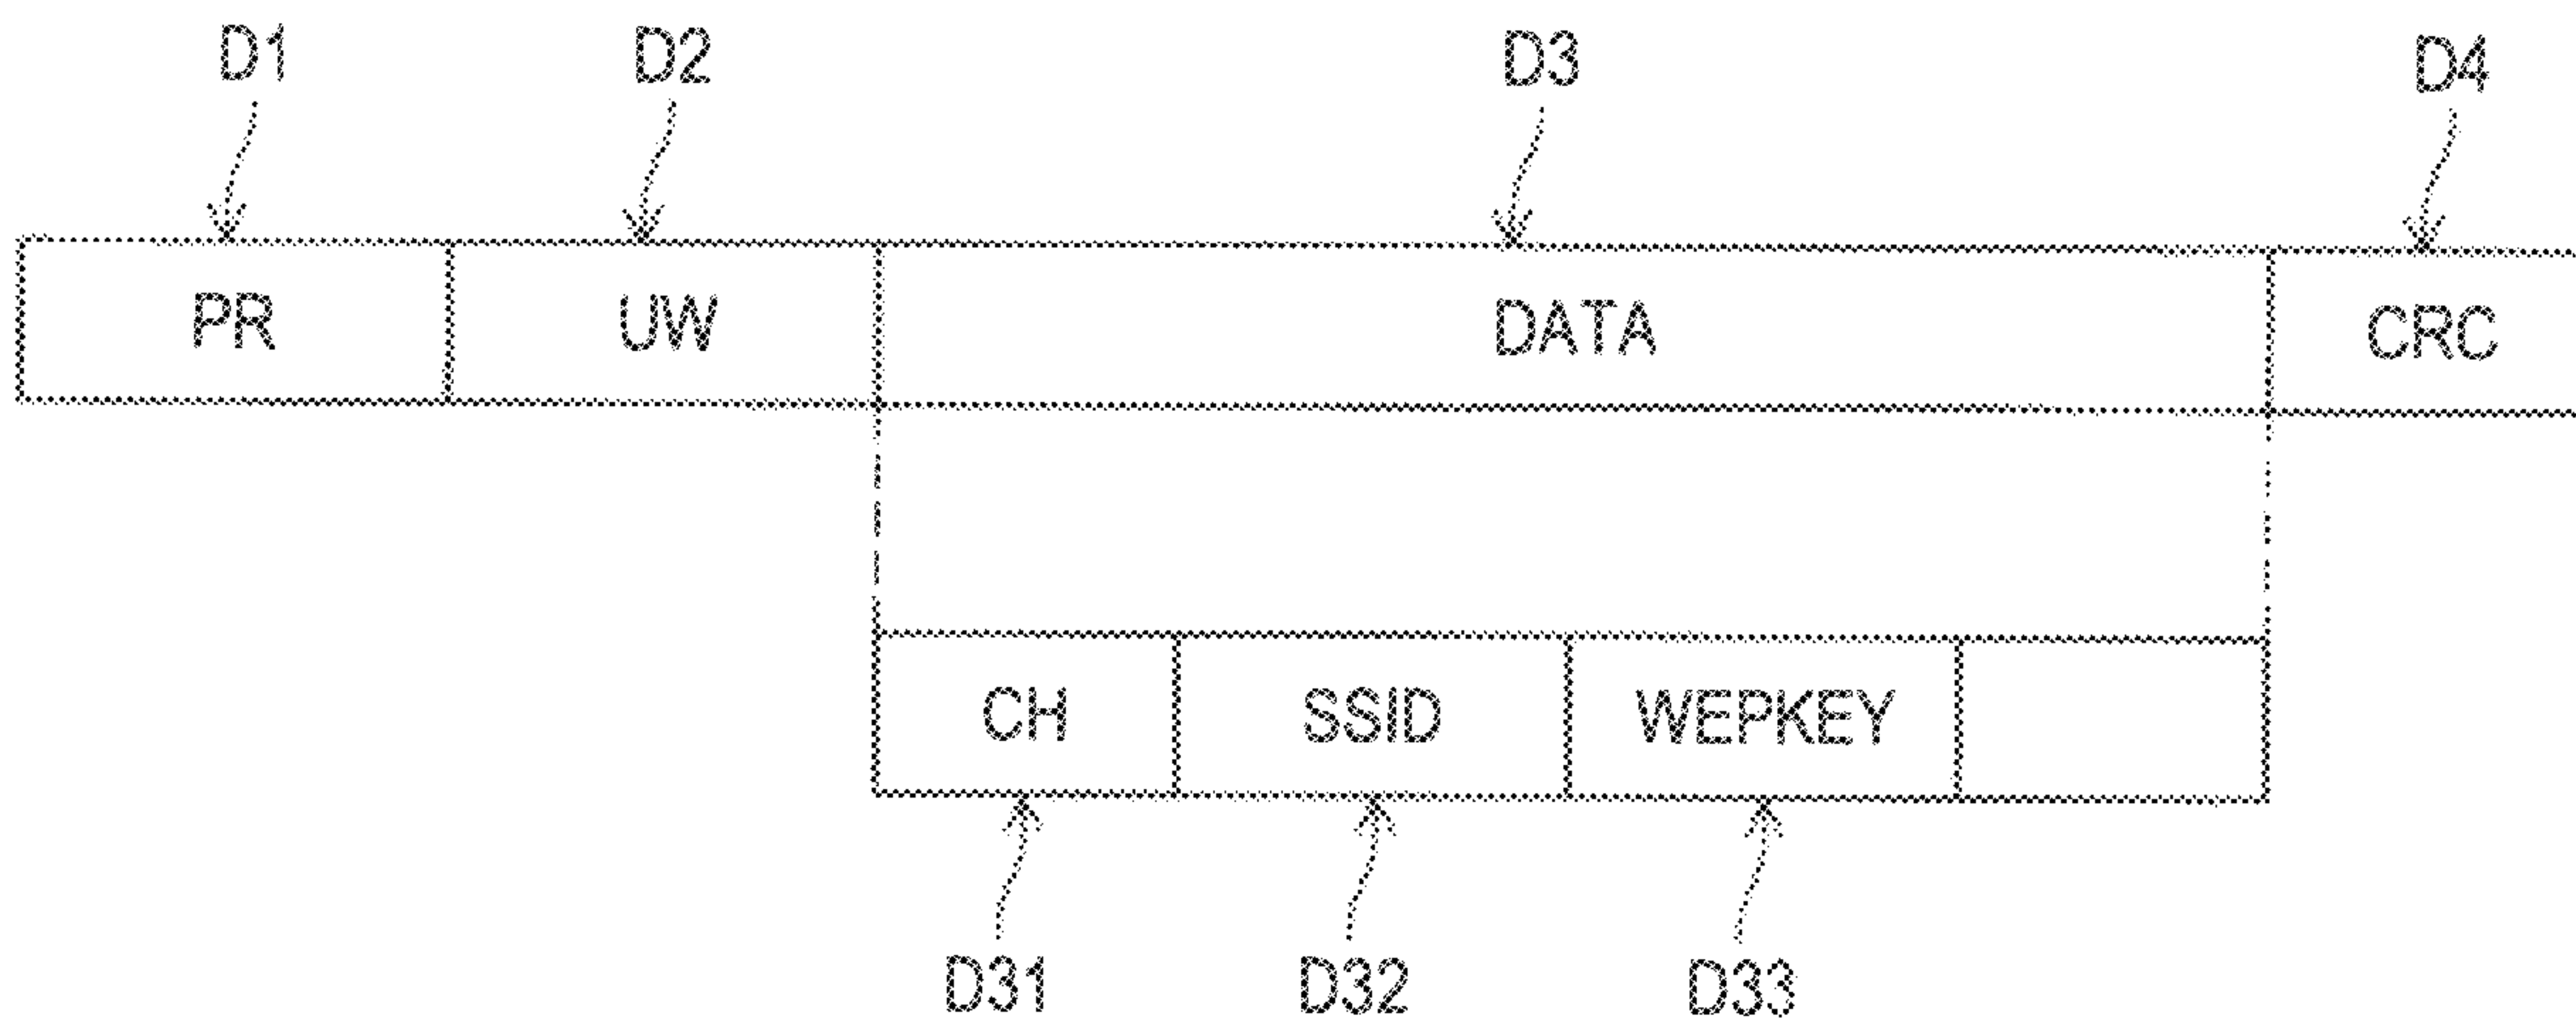 D1 D2 D3 D4
PR UW DATA CRC
CH SSID WEPKEY
D31 D32 D33